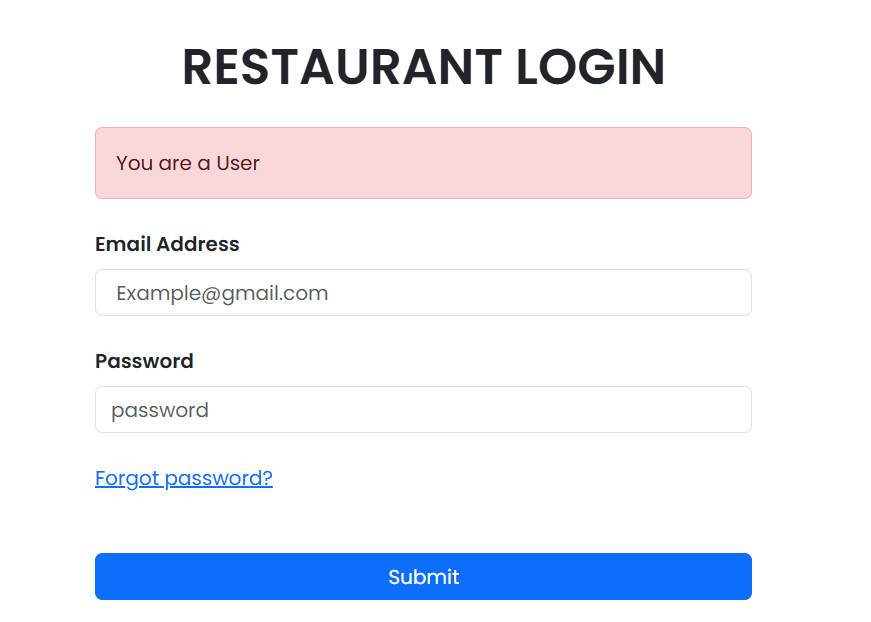 RESTAURANT LOGIN
You are a User
Email Address
Example@gmail.com
Password
password
Forgot password?
Submit